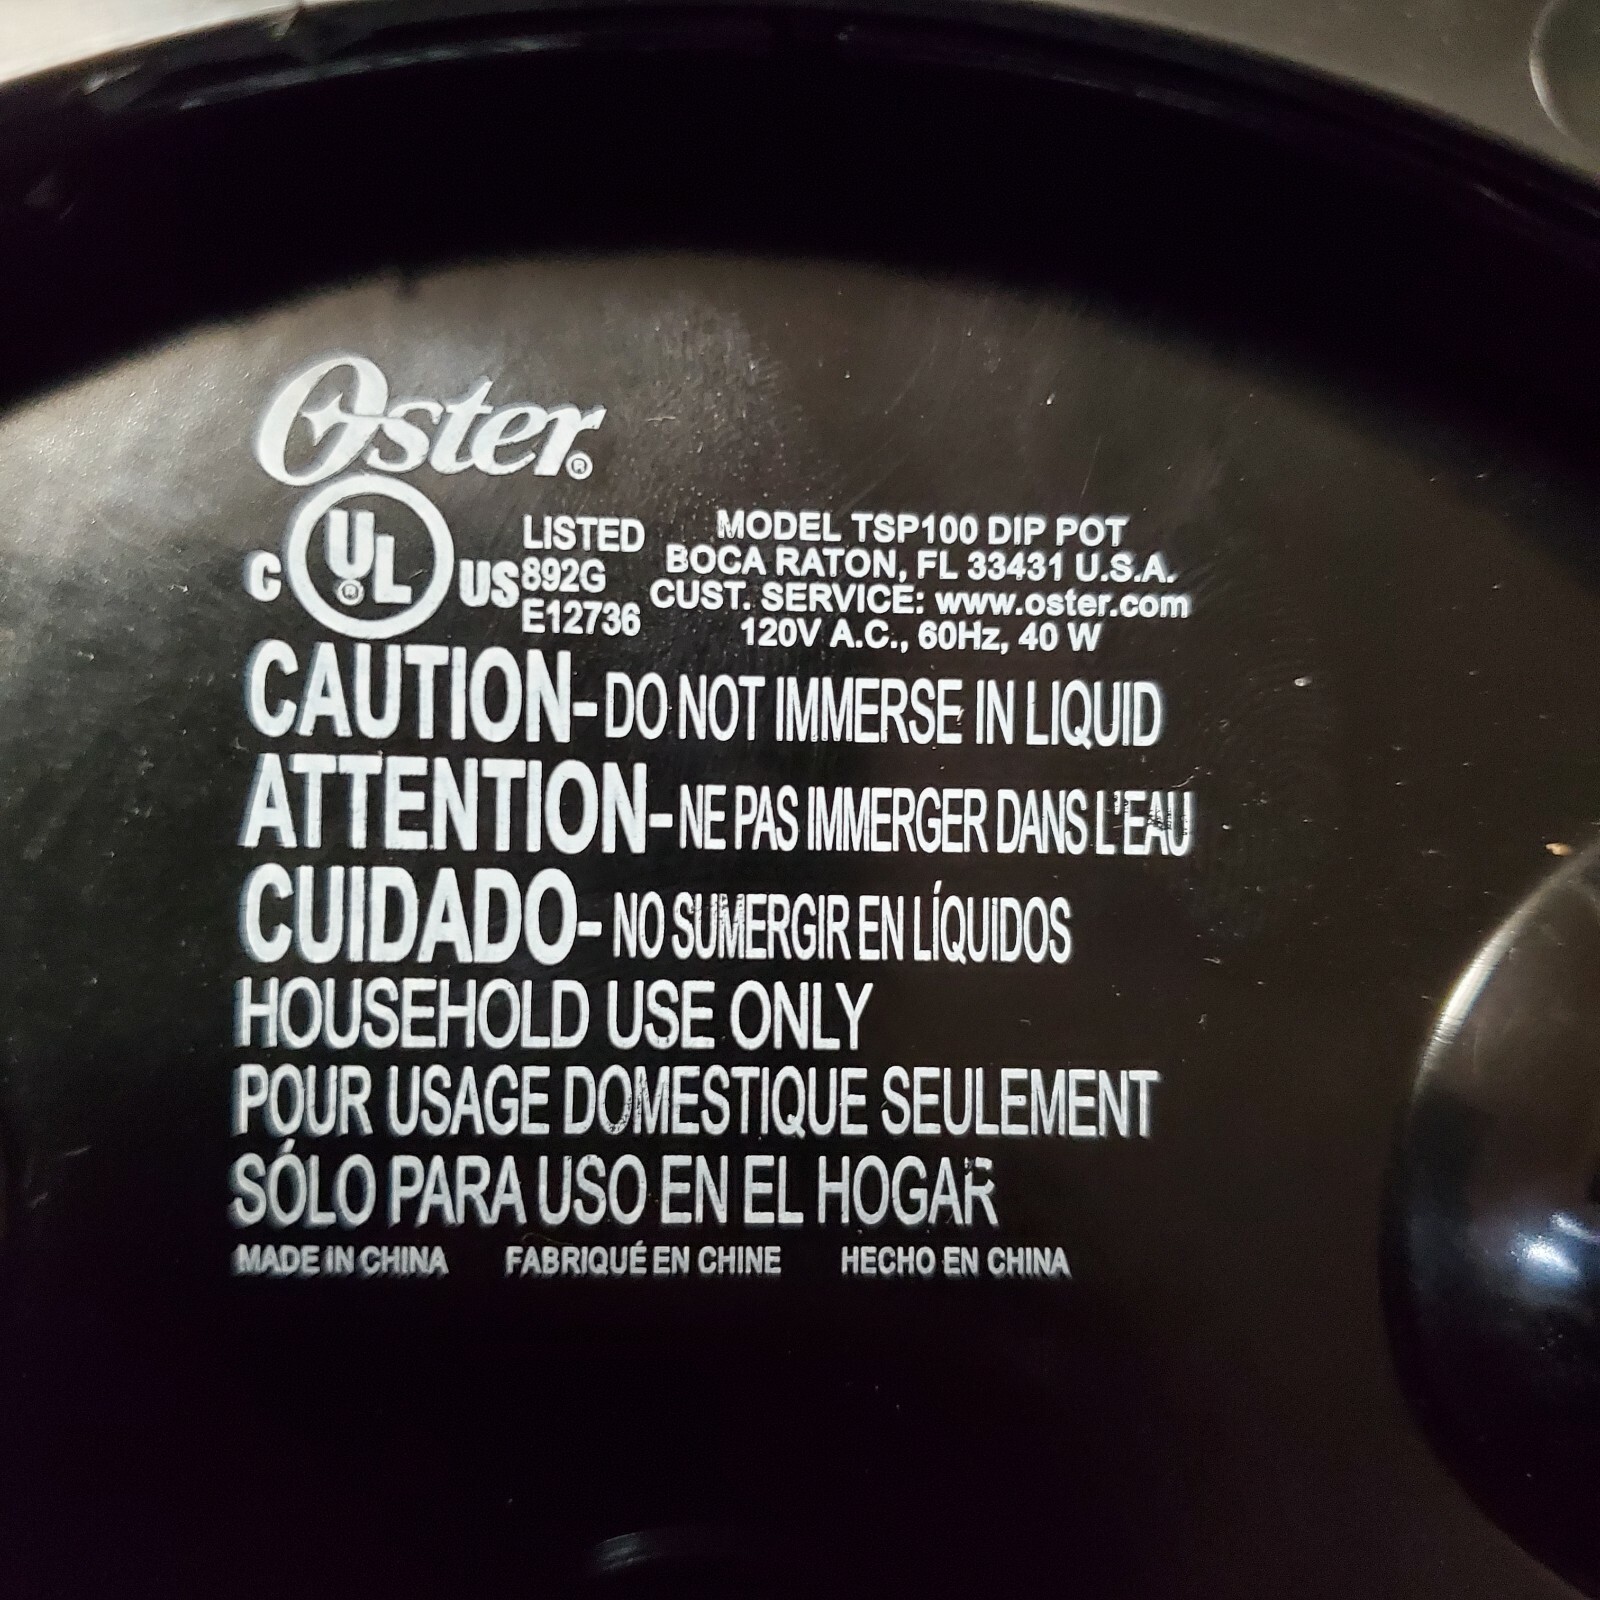 Oster®
C UL® US LISTED
892G
E12736
MODEL TSP100 DIP POT
BOCA RATON, FL 33431 U.S.A.
CUST. SERVICE: www.oster.com
120V A.C., 60Hz, 40 W
CAUTION- DO NOT IMMERSE IN LIQUID
ATTENTION- NE PAS IMMERGER DANS L'EAU
CUIDADO- NO SUMERGIR EN LÍQUIDOS
HOUSEHOLD USE ONLY
POUR USAGE DOMESTIQUE SEULEMENT
SÓLO PARA USO EN EL HOGAR
MADE IN CHINA FABRIQUÉ EN CHINE HECHO EN CHINA